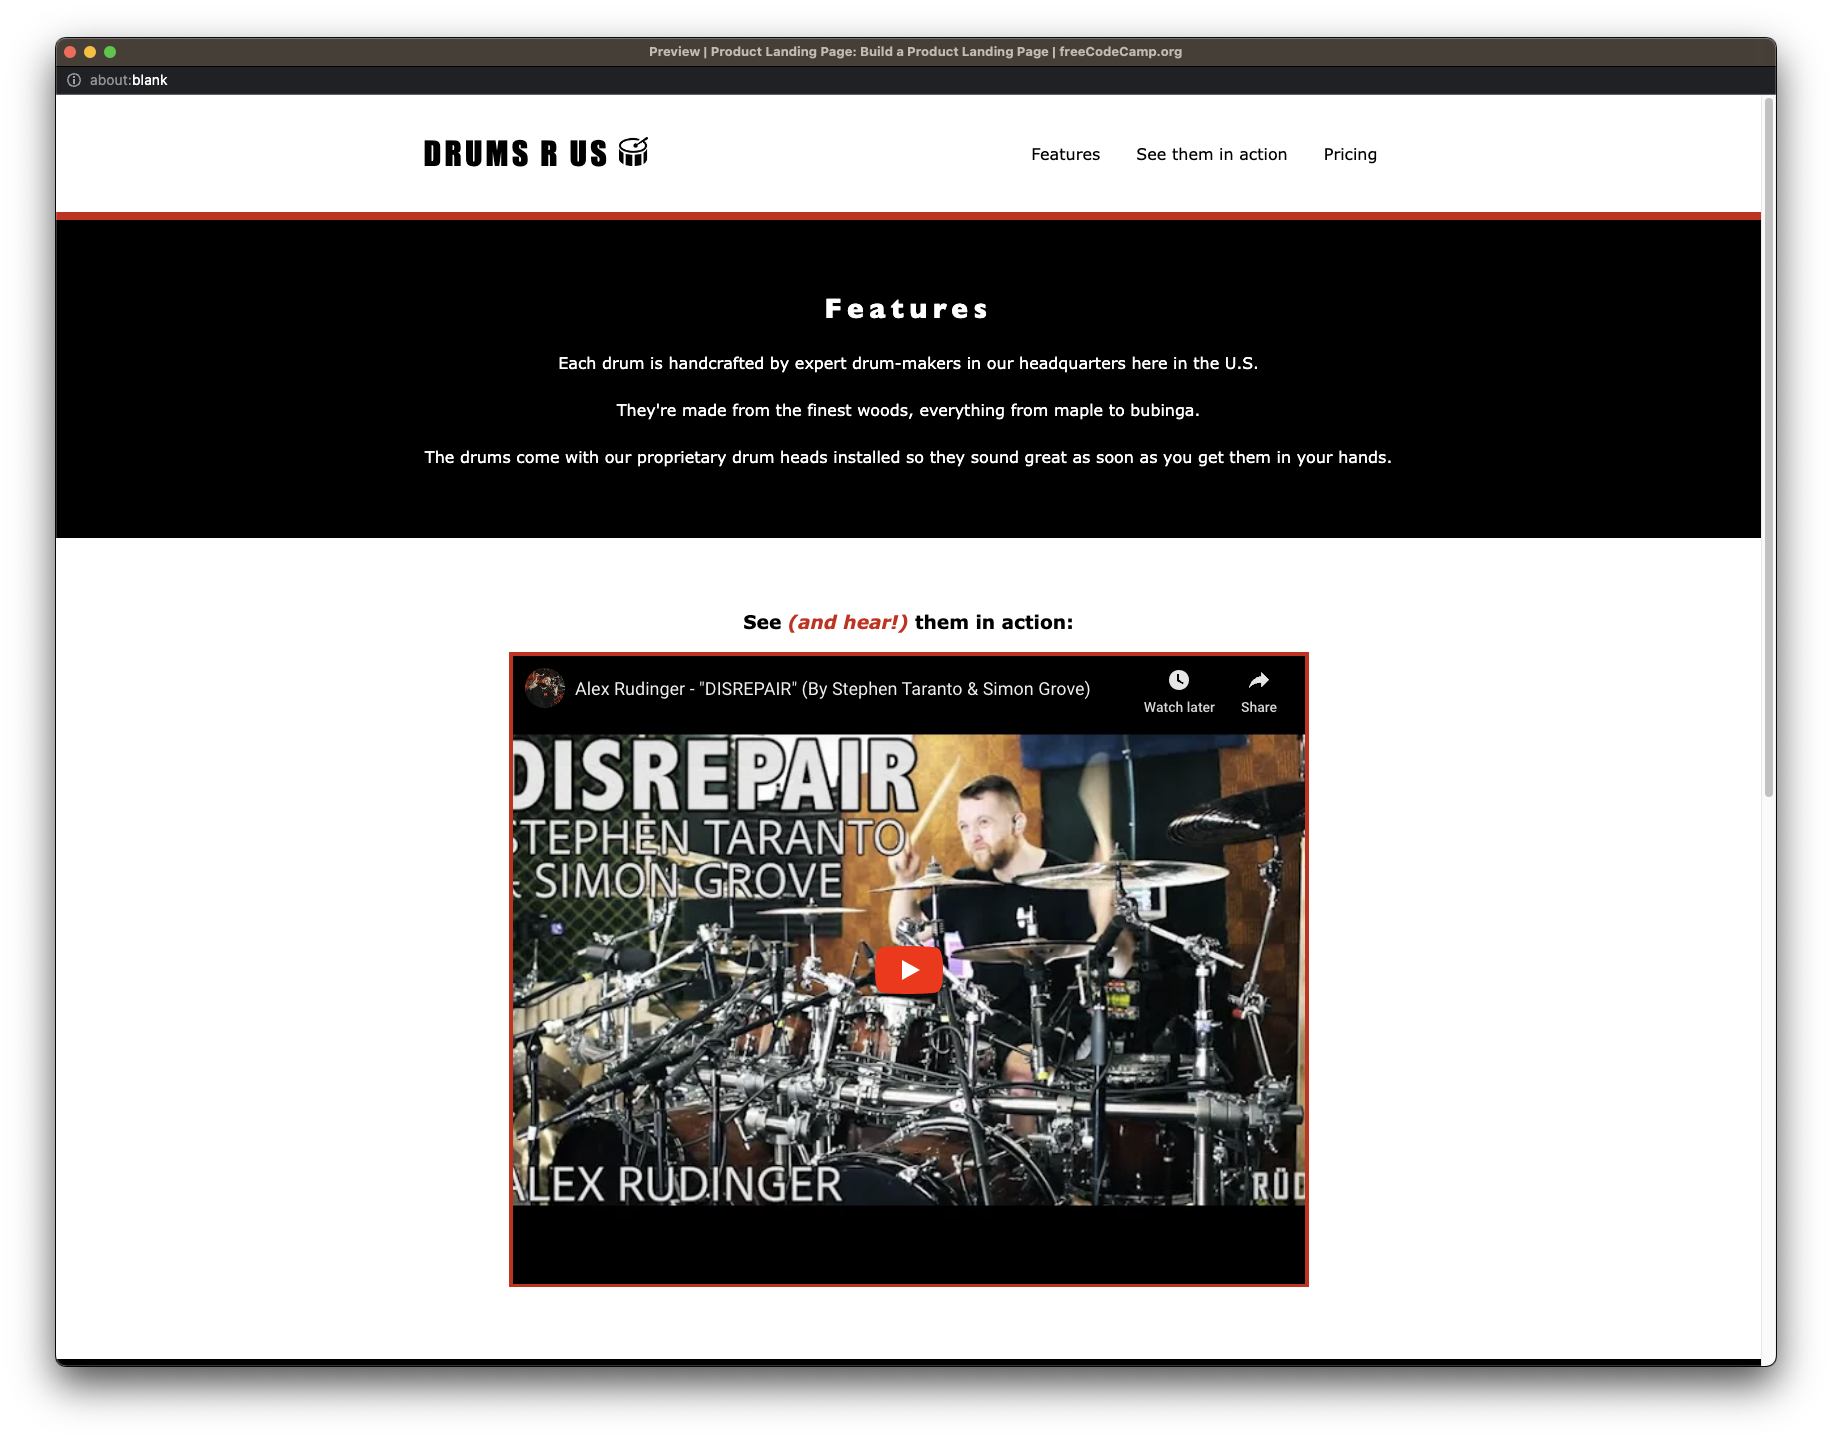 Preview | Product Landing Page: Build a Product Landing Page | freeCodeCamp.org
about:blank
DRUMS R US
Features
See them in action
Pricing
Features
Each drum is handcrafted by expert drum-makers in our headquarters here in the U.S.
They're made from the finest woods, everything from maple to bubinga.
The drums come with our proprietary drum heads installed so they sound great as soon as you get them in your hands.
See (and hear!) them in action:
Alex Rudinger - "DISREPAIR" (By Stephen Taranto & Simon Grove)
Watch later
Share
DISREPAIR
STEPHEN TARANTO
& SIMON GROVE
ALEX RUDINGER
RÜD